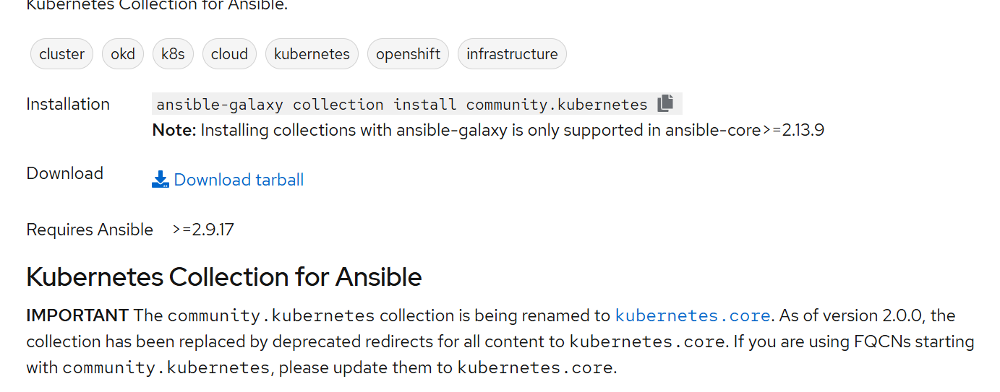 Kubernetes Collection for Ansible.
cluster okd k8s cloud kubernetes openshift infrastructure
Installation ansible-galaxy collection install community.kubernetes
Note: Installing collections with ansible-galaxy is only supported in ansible-core>=2.13.9
Download Download tarball
Requires Ansible >=2.9.17
Kubernetes Collection for Ansible
IMPORTANT The community.kubernetes collection is being renamed to kubernetes.core. As of version 2.0.0, the
collection has been replaced by deprecated redirects for all content to kubernetes.core. If you are using FQCNs starting
with community.kubernetes, please update them to kubernetes.core.